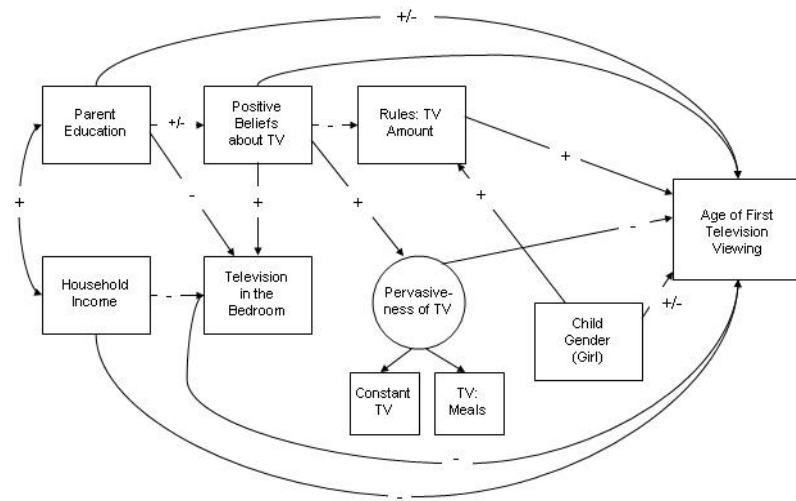 +/-
Parent
Education
+/-
Positive
Beliefs
about TV
-
Rules: TV
Amount
+
-
+
+
+
+
Age of First
Television
Viewing
-
Household
Income
-
Television
in the
Bedroom
Pervasive-
ness of TV
Child
Gender
(Girl)
+/-
Constant
TV
TV:
Meals
-
-